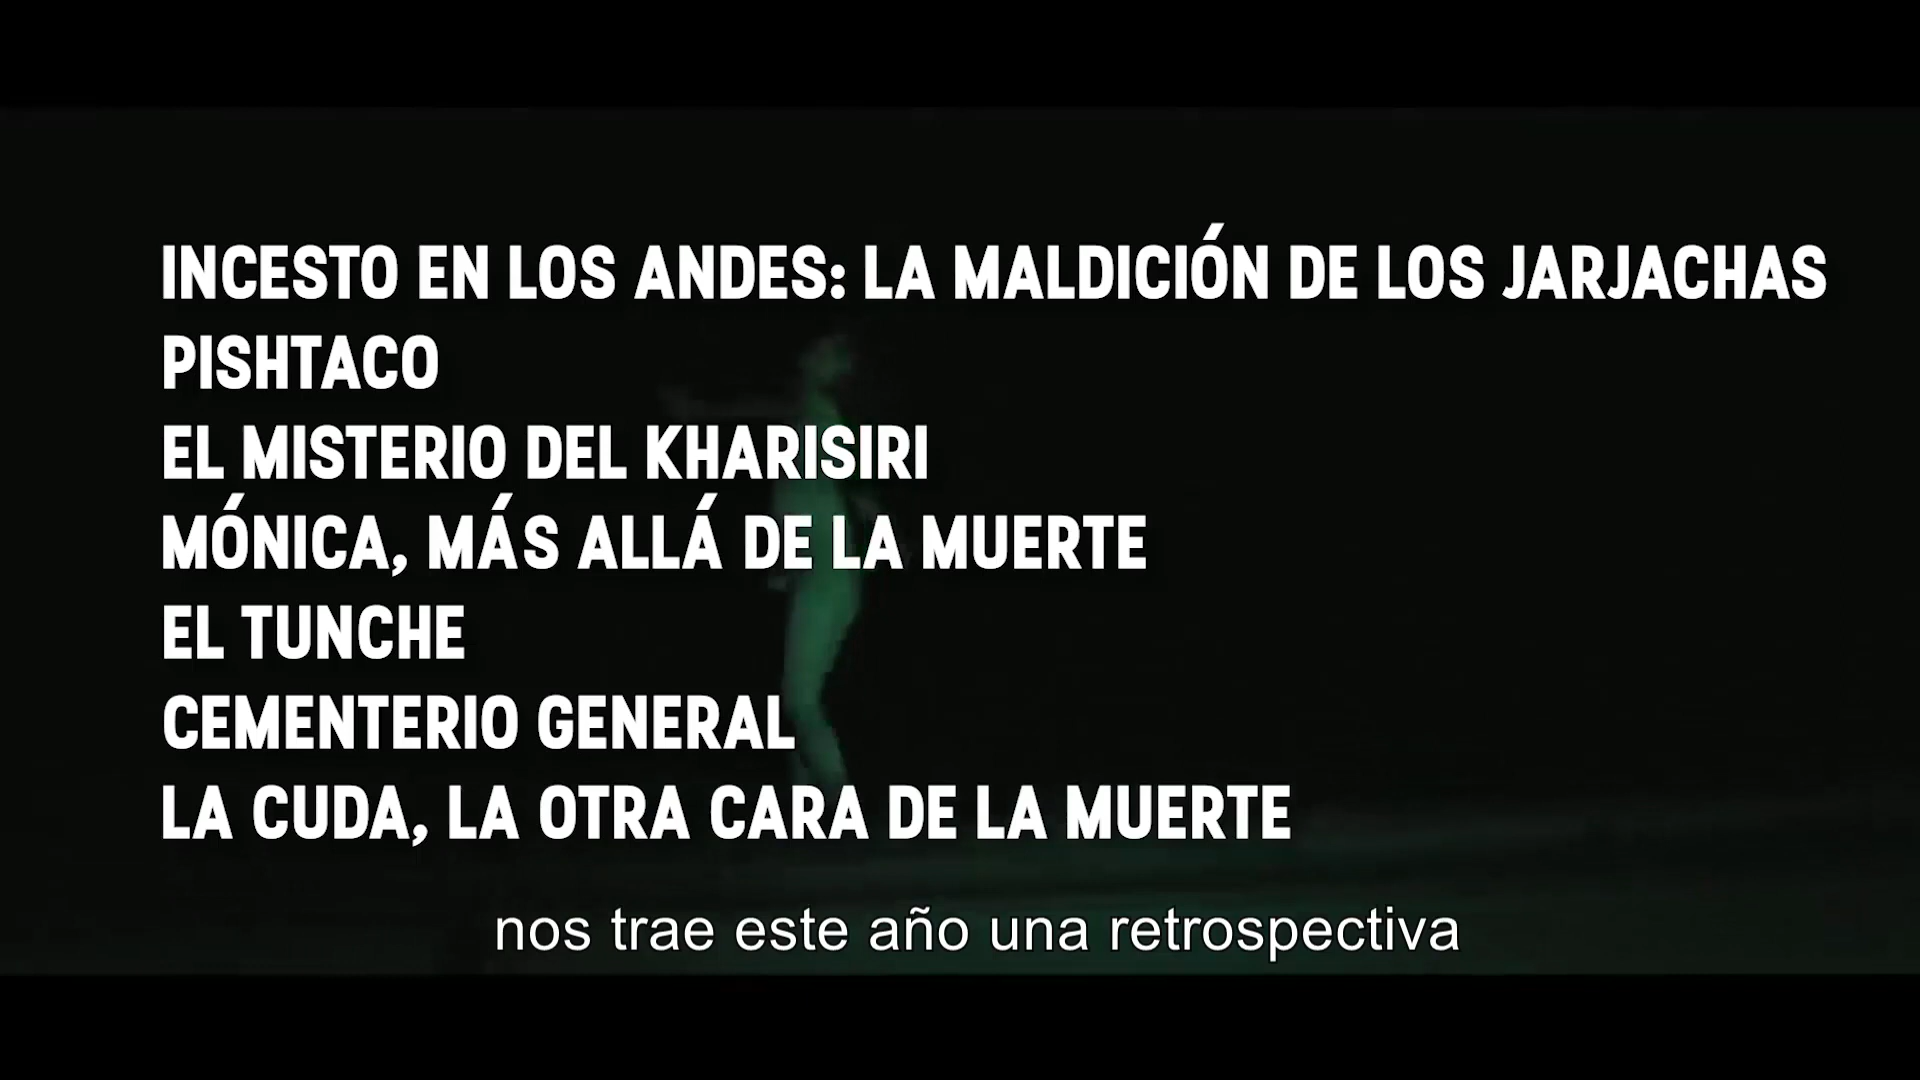 INCESTO EN LOS ANDES: LA MALDICIÓN DE LOS JARJACHAS
PISHTACO
EL MISTERIO DEL KHARISIRI
MÓNICA, MÁS ALLÁ DE LA MUERTE
EL TUNCHE
CEMENTERIO GENERAL
LA CUDA, LA OTRA CARA DE LA MUERTE
nos trae este año una retrospectiva